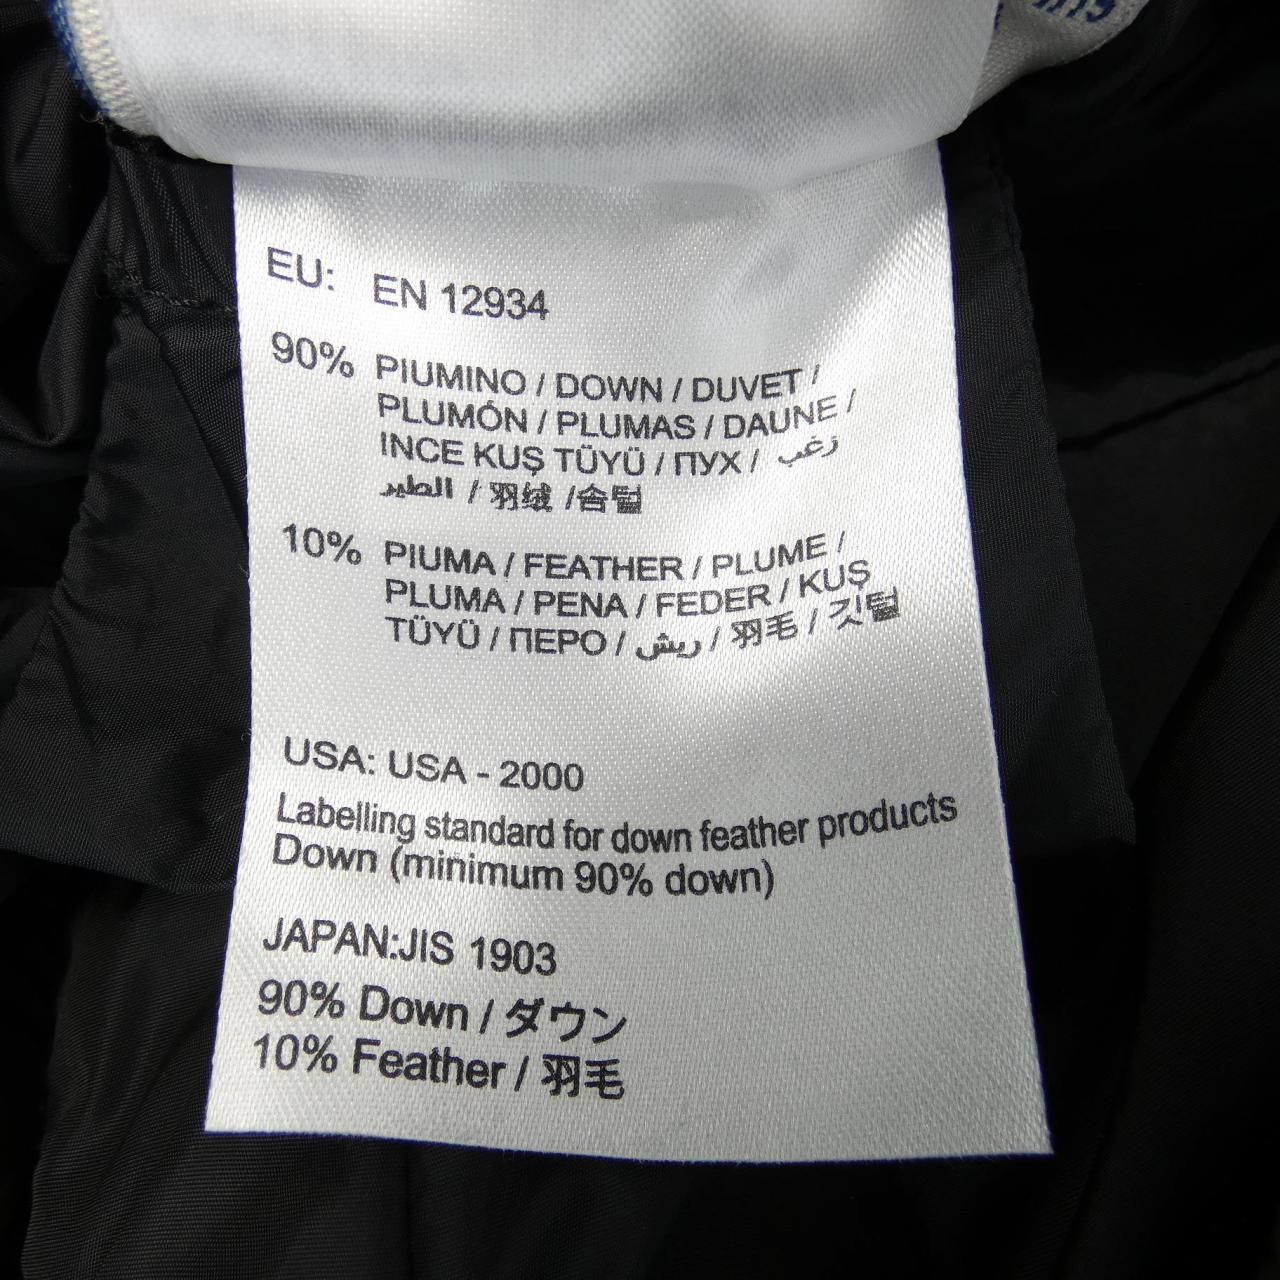 EU: EN 12934
90% PIUMINO / DOWN / DUVET /
PLUMÓN / PLUMAS / DAUNE /
INCE KUŞ TÜYÜ / ПУХ / زغب
الطير / 羽绒 /솜털
10% PIUMA / FEATHER / PLUME /
PLUMA / PENA / FEDER / KUŞ
TÜYÜ / ПЕРО / ريش / 羽毛 / 깃털
USA: USA - 2000
Labelling standard for down feather products
Down (minimum 90% down)
JAPAN:JIS 1903
90% Down / ダウン
10% Feather / 羽毛